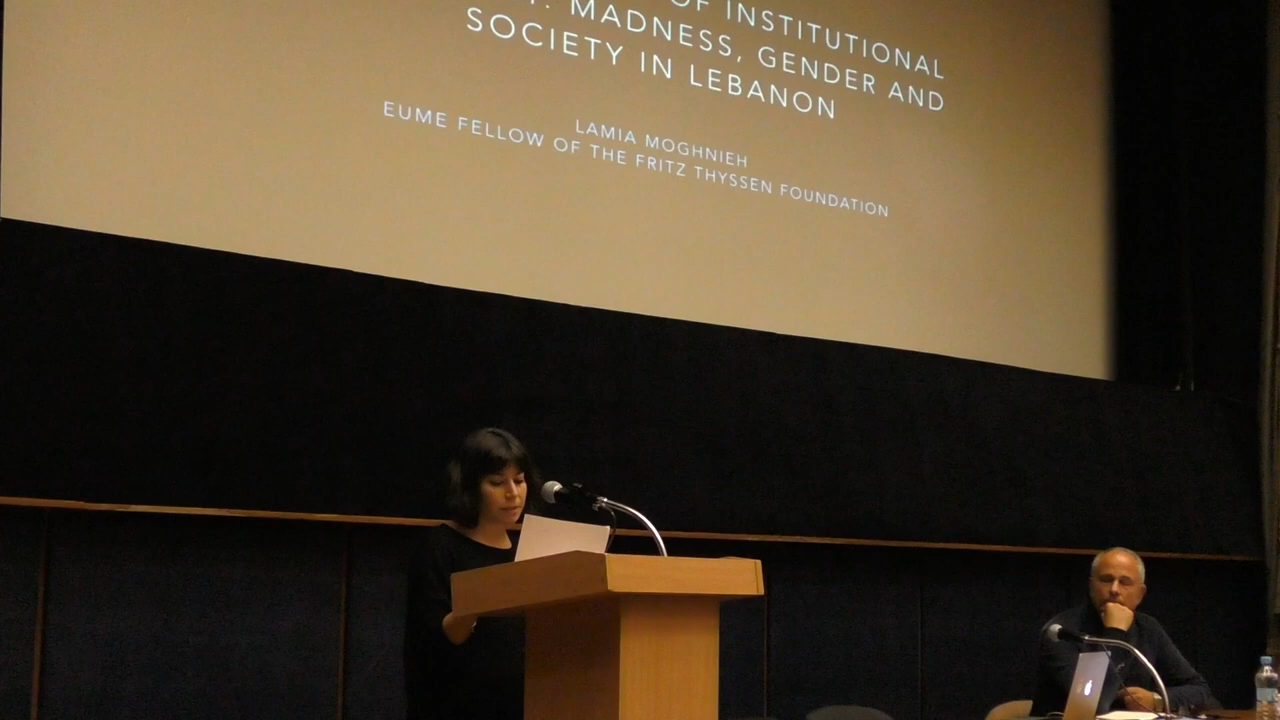 OF INSTITUTIONAL
: MADNESS, GENDER AND
SOCIETY IN LEBANON
LAMIA MOGHNIEH
EUME FELLOW OF THE FRITZ THYSSEN FOUNDATION